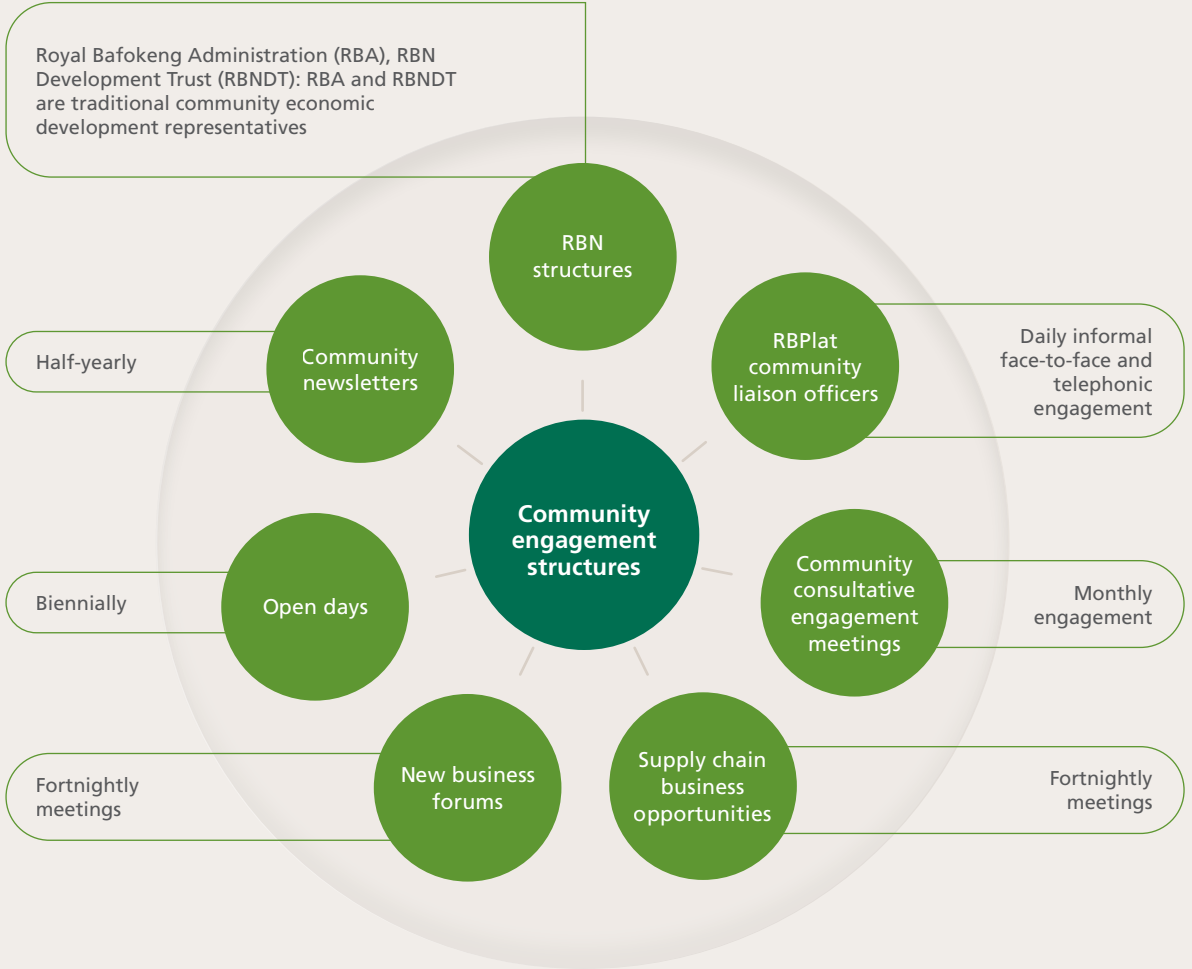 Royal Bafokeng Administration (RBA), RBN
Development Trust (RBNDT): RBA and RBNDT
are traditional community economic
development representatives
RBN
structures
RBPlat
community
liaison officers
Daily informal
face-to-face and
telephonic
engagement
Community
newsletters
Half-yearly
Community
engagement
structures
Community
consultative
engagement
meetings
Monthly
engagement
Open days
Biennially
New business
forums
Fortnightly
meetings
Supply chain
business
opportunities
Fortnightly
meetings